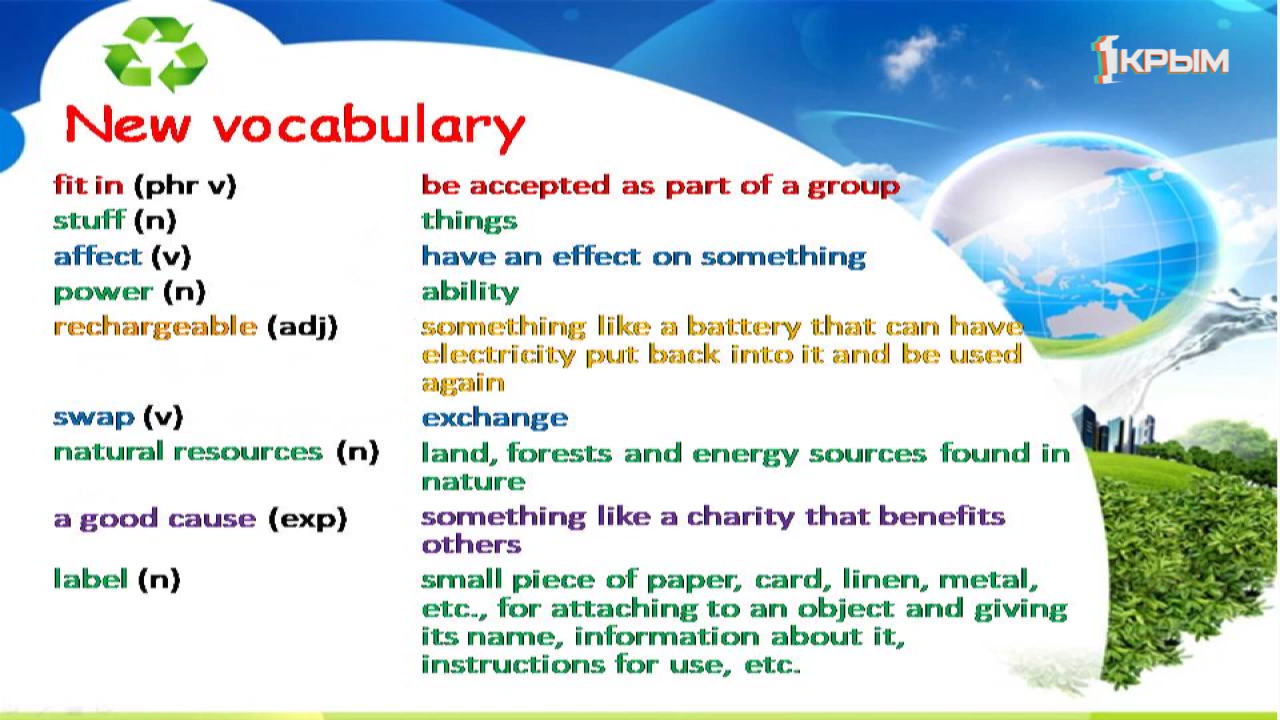 1КРЫМ
New vocabulary
fit in (phr v) be accepted as part of a group
stuff (n) things
affect (v) have an effect on something
power (n) ability
rechargeable (adj) something like a battery that can have
electricity put back into it and be used
again
swap (v) exchange
natural resources (n) land, forests and energy sources found in
nature
a good cause (exp) something like a charity that benefits
others
label (n) small piece of paper, card, linen, metal,
etc., for attaching to an object and giving
its name, information about it,
instructions for use, etc.